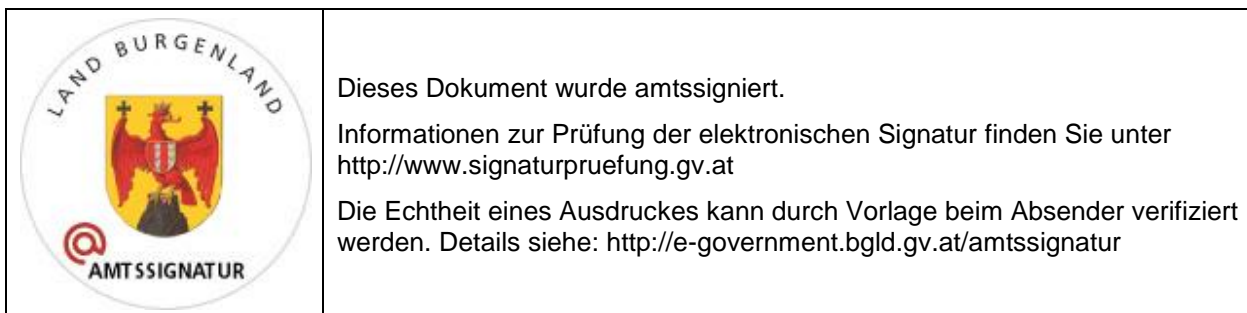 LAND BURGENLAND
@
AMTSSIGNATUR
Dieses Dokument wurde amtssigniert.
Informationen zur Prüfung der elektronischen Signatur finden Sie unter
http://www.signaturpruefung.gv.at
Die Echtheit eines Ausdruckes kann durch Vorlage beim Absender verifiziert
werden. Details siehe: http://e-government.bgld.gv.at/amtssignatur